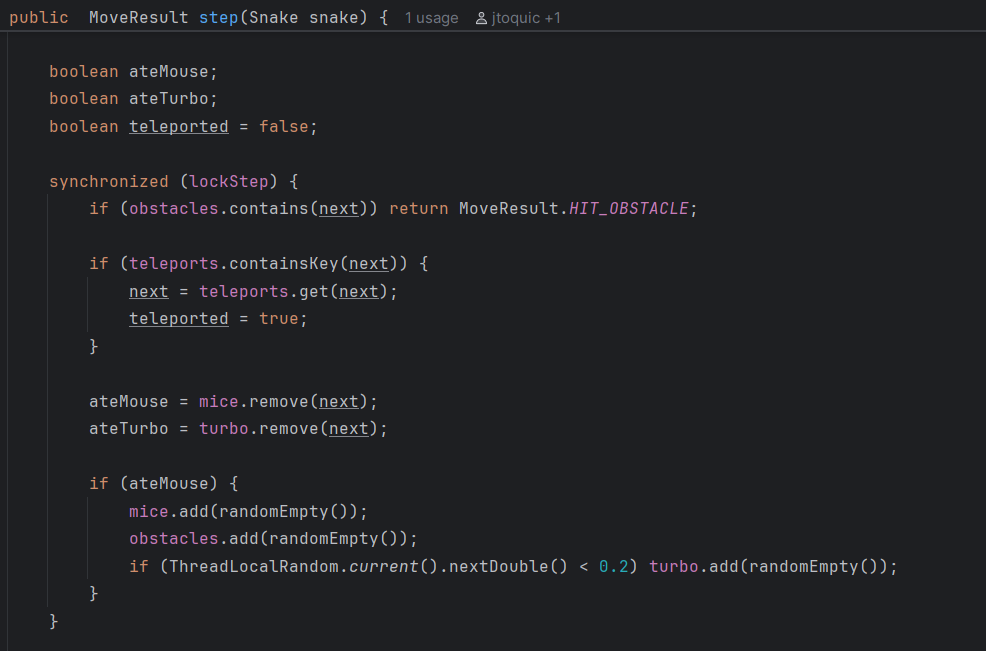 public  MoveResult step(Snake snake) {  1 usage  jtoquic +1
boolean ateMouse;
boolean ateTurbo;
boolean teleported = false;
synchronized (lockStep) {
if (obstacles.contains(next)) return MoveResult.HIT_OBSTACLE;
if (teleports.containsKey(next)) {
next = teleports.get(next);
teleported = true;
}
ateMouse = mice.remove(next);
ateTurbo = turbo.remove(next);
if (ateMouse) {
mice.add(randomEmpty());
obstacles.add(randomEmpty());
if (ThreadLocalRandom.current().nextDouble() < 0.2) turbo.add(randomEmpty());
}
}